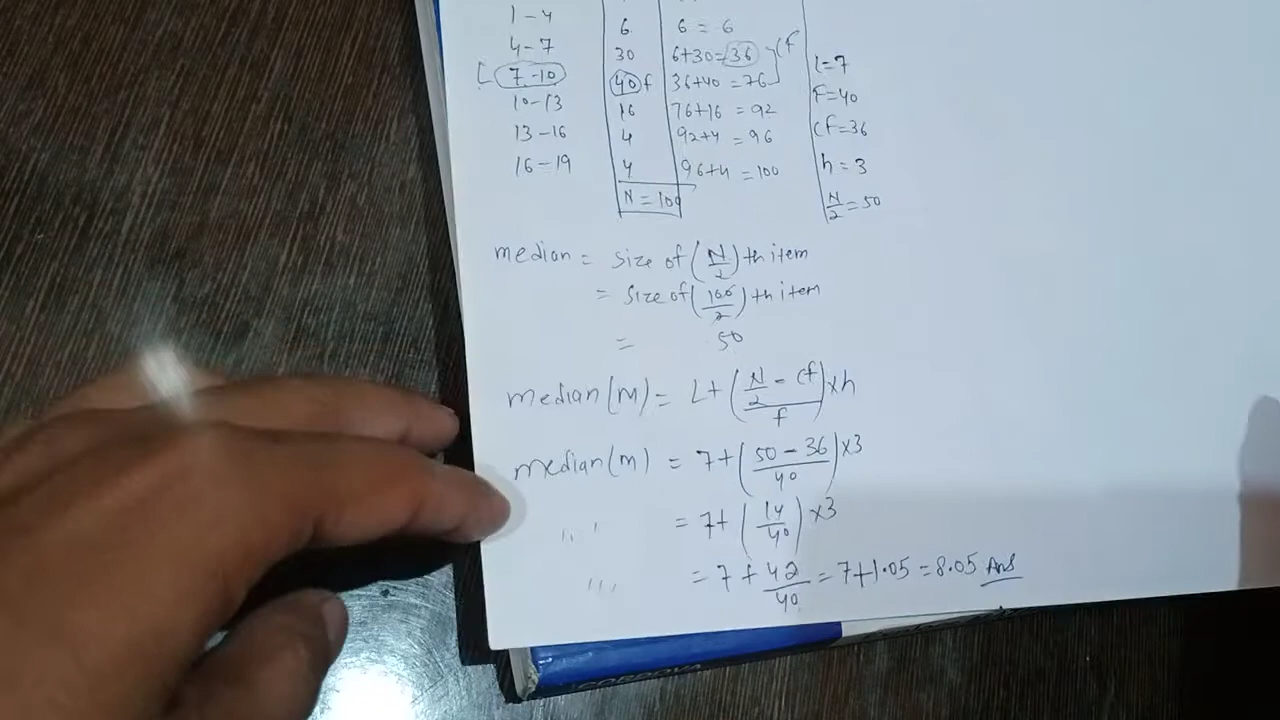 1-4 6 6 = 6
4-7 30 6+30=36 } cf
7-10 40 f 36+40 = 76
10-13 16 76+16 = 92
13-16 4 92+4 = 96
16-19 4 96+4 = 100
N = 100
l=7
f=40
cf=36
h = 3
N/2 = 50
median = size of (N/2) th item
= size of (100/2) th item
= 50
median (m) = L + ((N/2 - cf)/f) × h
median (m) = 7 + ((50 - 36)/40) × 3
,, ,, = 7 + (14/40) × 3
,,, = 7 + 42/40 = 7+1.05 = 8.05 Ans
CORDOVA